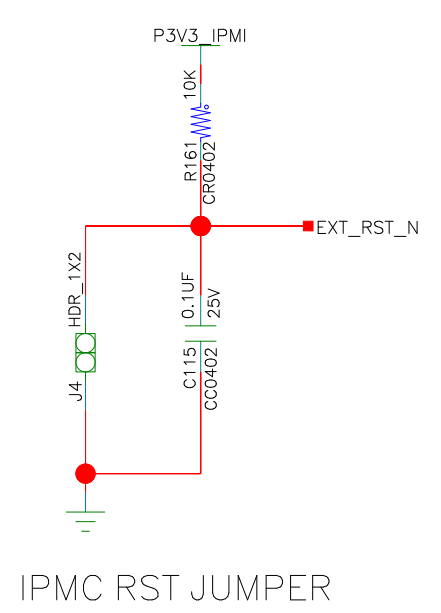 P3V3_IPMI
10K
R161
CR0402
EXT_RST_N
HDR_1X2
J4
0.1UF
25V
C115
CC0402
IPMC RST JUMPER